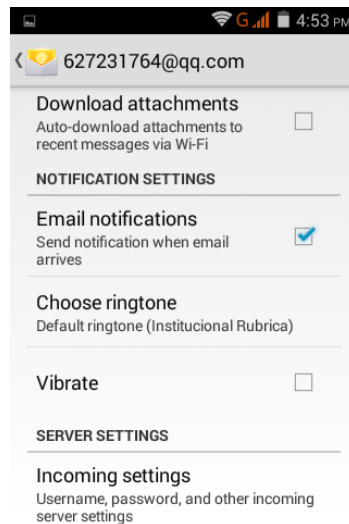 G 4:53 PM
627231764@qq.com
Download attachments
Auto-download attachments to
recent messages via Wi-Fi
NOTIFICATION SETTINGS
Email notifications
Send notification when email
arrives
Choose ringtone
Default ringtone (Institucional Rubrica)
Vibrate
SERVER SETTINGS
Incoming settings
Username, password, and other incoming
server settings